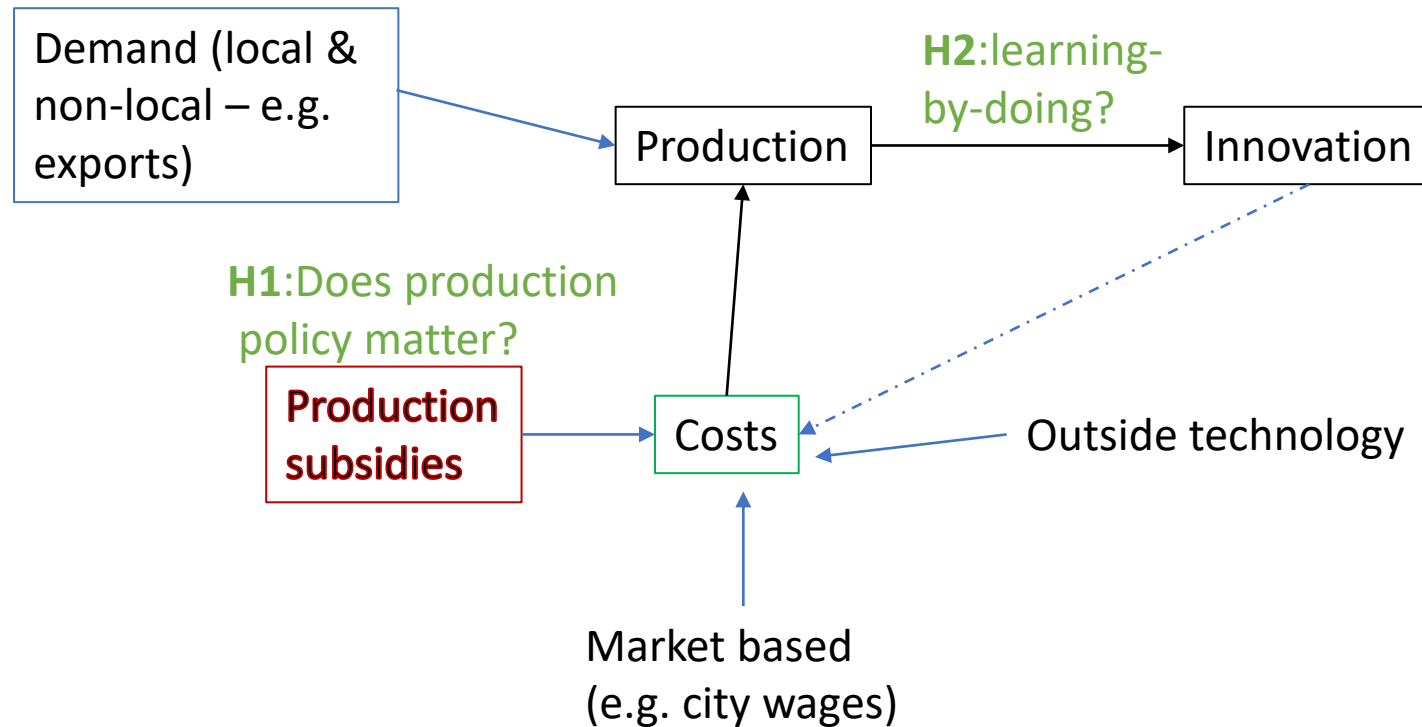 Demand (local &
non-local – e.g.
exports)
H2:learning-
by-doing?
Production
Innovation
H1:Does production
policy matter?
Production
subsidies
Costs
Outside technology
Market based
(e.g. city wages)